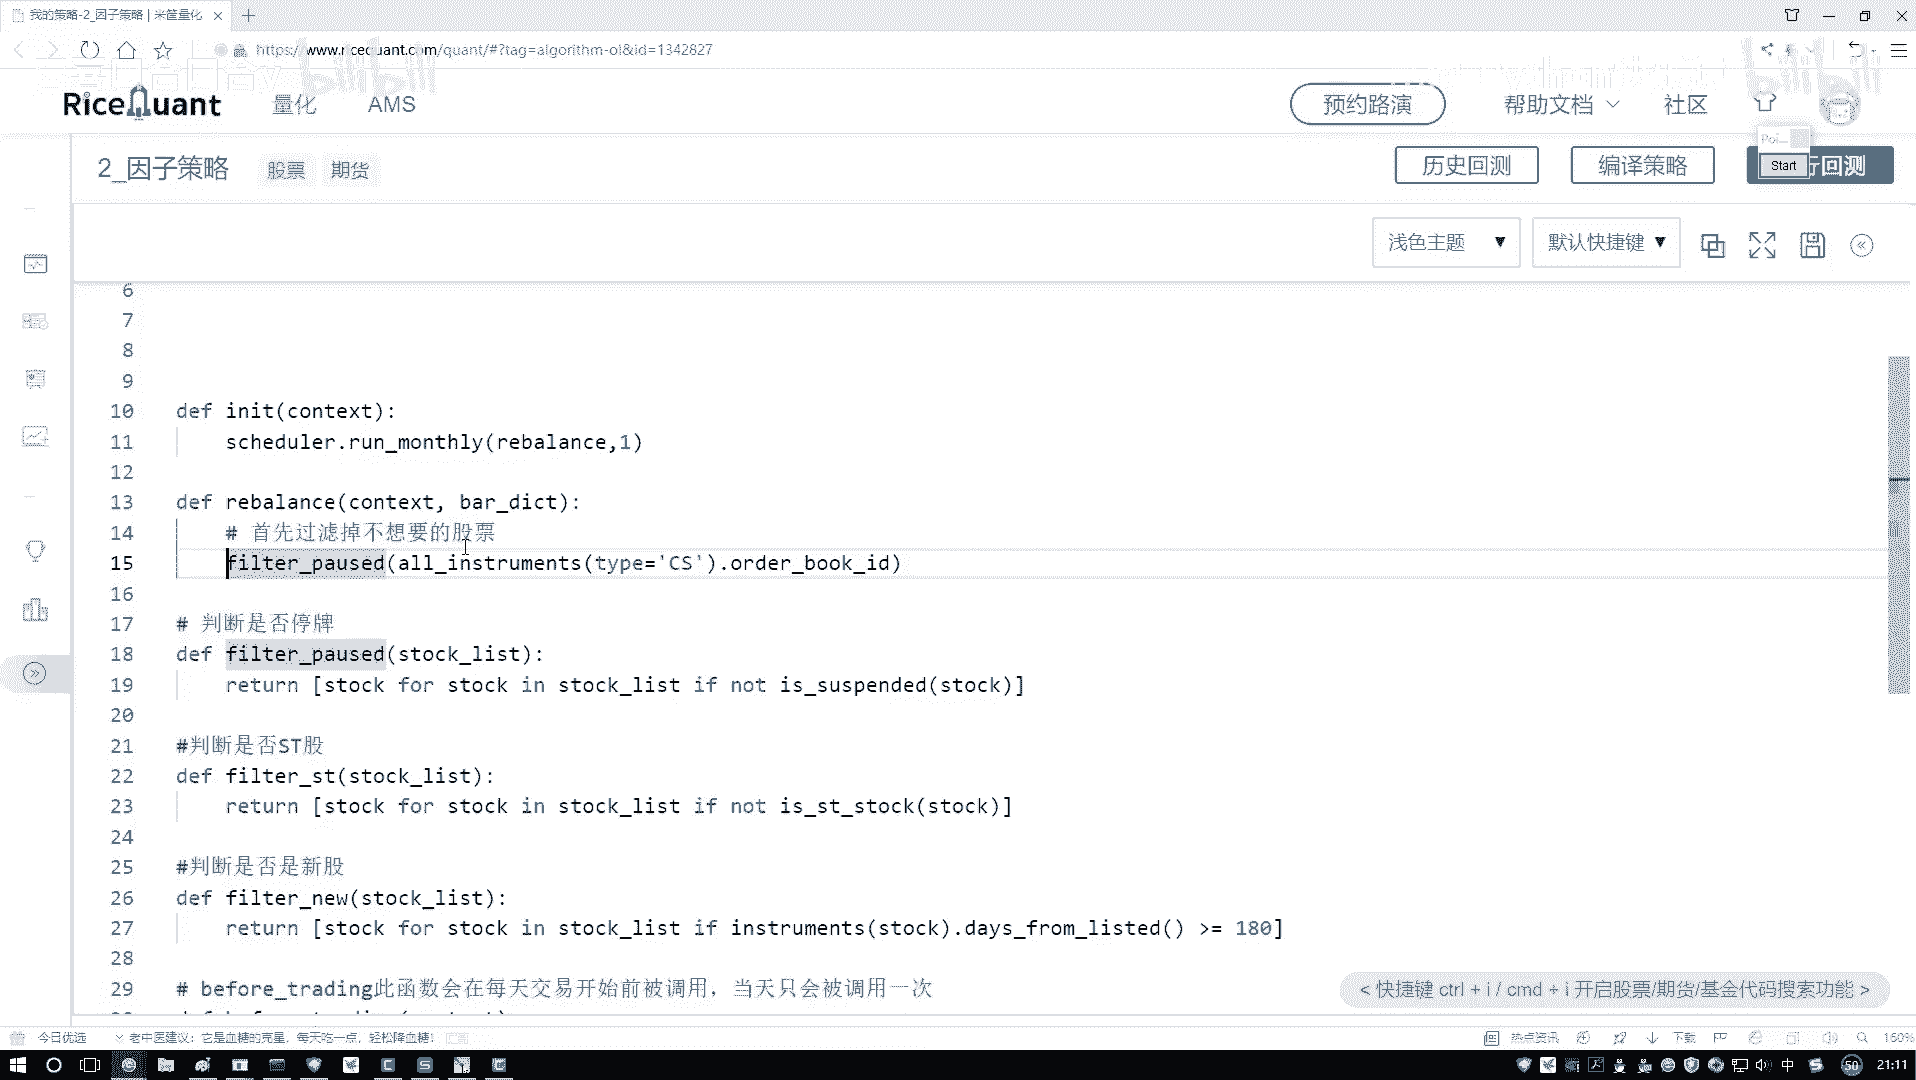 我的策略-2_因子策略 | 米筐量化
https://www.ricequant.com/quant/#?tag=algorithm-ol&id=1342827
bilibili
RiceQuant 量化 AMS 预约路演 帮助文档 社区
2_因子策略 股票 期货 历史回测 编译策略 行回测
Poi...
Start
浅色主题 默认快捷键
6
7
8
9
10 def init(context):
11 scheduler.run_monthly(rebalance,1)
12
13 def rebalance(context, bar_dict):
14 # 首先过滤掉不想要的股票
15 filter_paused(all_instruments(type='CS').order_book_id)
16
17 # 判断是否停牌
18 def filter_paused(stock_list):
19 return [stock for stock in stock_list if not is_suspended(stock)]
20
21 #判断是否ST股
22 def filter_st(stock_list):
23 return [stock for stock in stock_list if not is_st_stock(stock)]
24
25 #判断是否是新股
26 def filter_new(stock_list):
27 return [stock for stock in stock_list if instruments(stock).days_from_listed() >= 180]
28
29 # before_trading此函数会在每天交易开始前被调用，当天只会被调用一次
< 快捷键 ctrl + i / cmd + i 开启股票/期货/基金代码搜索功能 >
今日优选 老中医建议：它是血糖的克星，每天吃一点，轻松降血糖！ 热点资讯 下载 160%
中 50 21:11